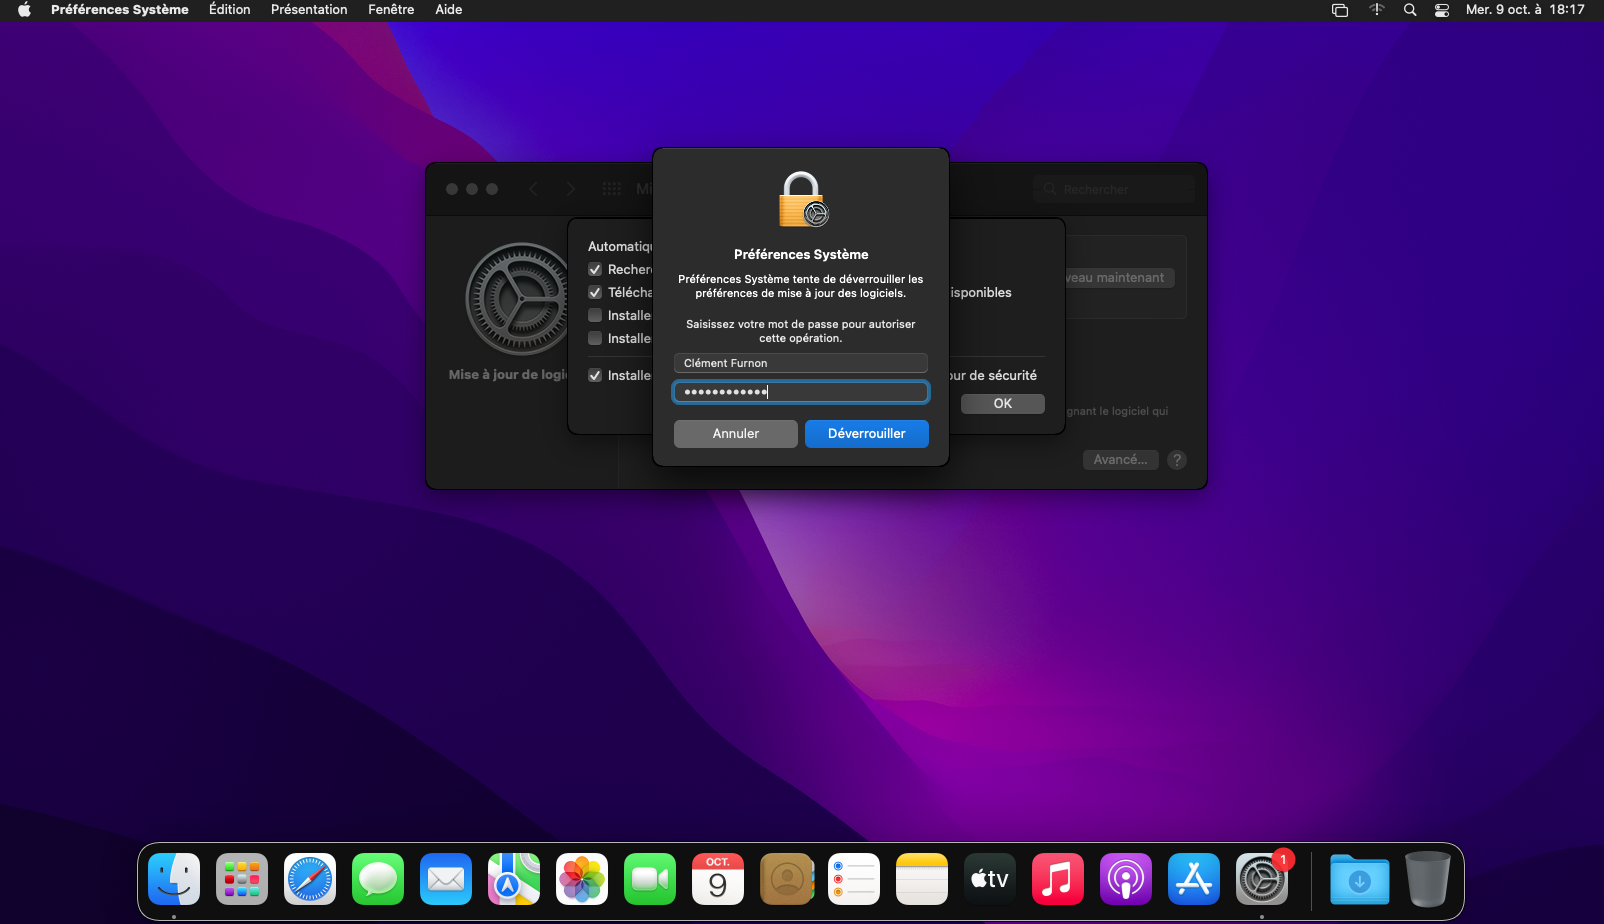 Préférences Système Édition Présentation Fenêtre Aide Mer. 9 oct. à 18:17
Mi
Rechercher
Préférences Système
Préférences Système tente de déverrouiller les
préférences de mise à jour des logiciels.
Saisissez votre mot de passe pour autoriser
cette opération.
Clément Furnon
••••••••••••
Annuler Déverrouiller
Automatiqu
Recher
Télécha
isponibles
Installe
Installe
Installe
our de sécurité
OK
veau maintenant
Mise à jour de logi
gnant le logiciel qui
Avancé... ?
OCT.
9
tv
1